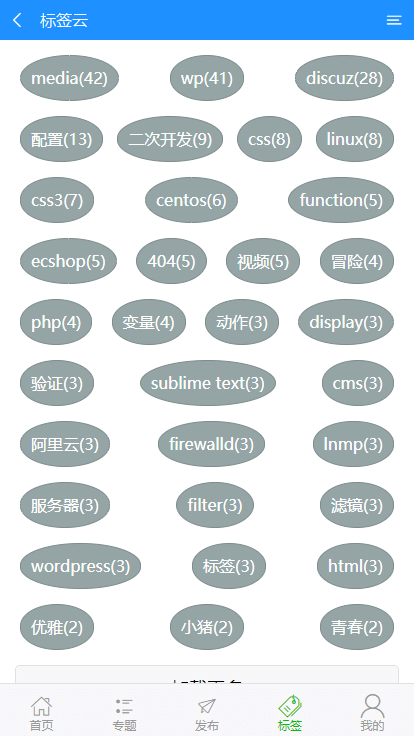 标签云
media(42) wp(41) discuz(28)
配置(13) 二次开发(9) css(8) linux(8)
css3(7) centos(6) function(5)
ecshop(5) 404(5) 视频(5) 冒险(4)
php(4) 变量(4) 动作(3) display(3)
验证(3) sublime text(3) cms(3)
阿里云(3) firewalld(3) lnmp(3)
服务器(3) filter(3) 滤镜(3)
wordpress(3) 标签(3) html(3)
优雅(2) 小猪(2) 青春(2)
加载更多
首页 专题 发布 标签 我的